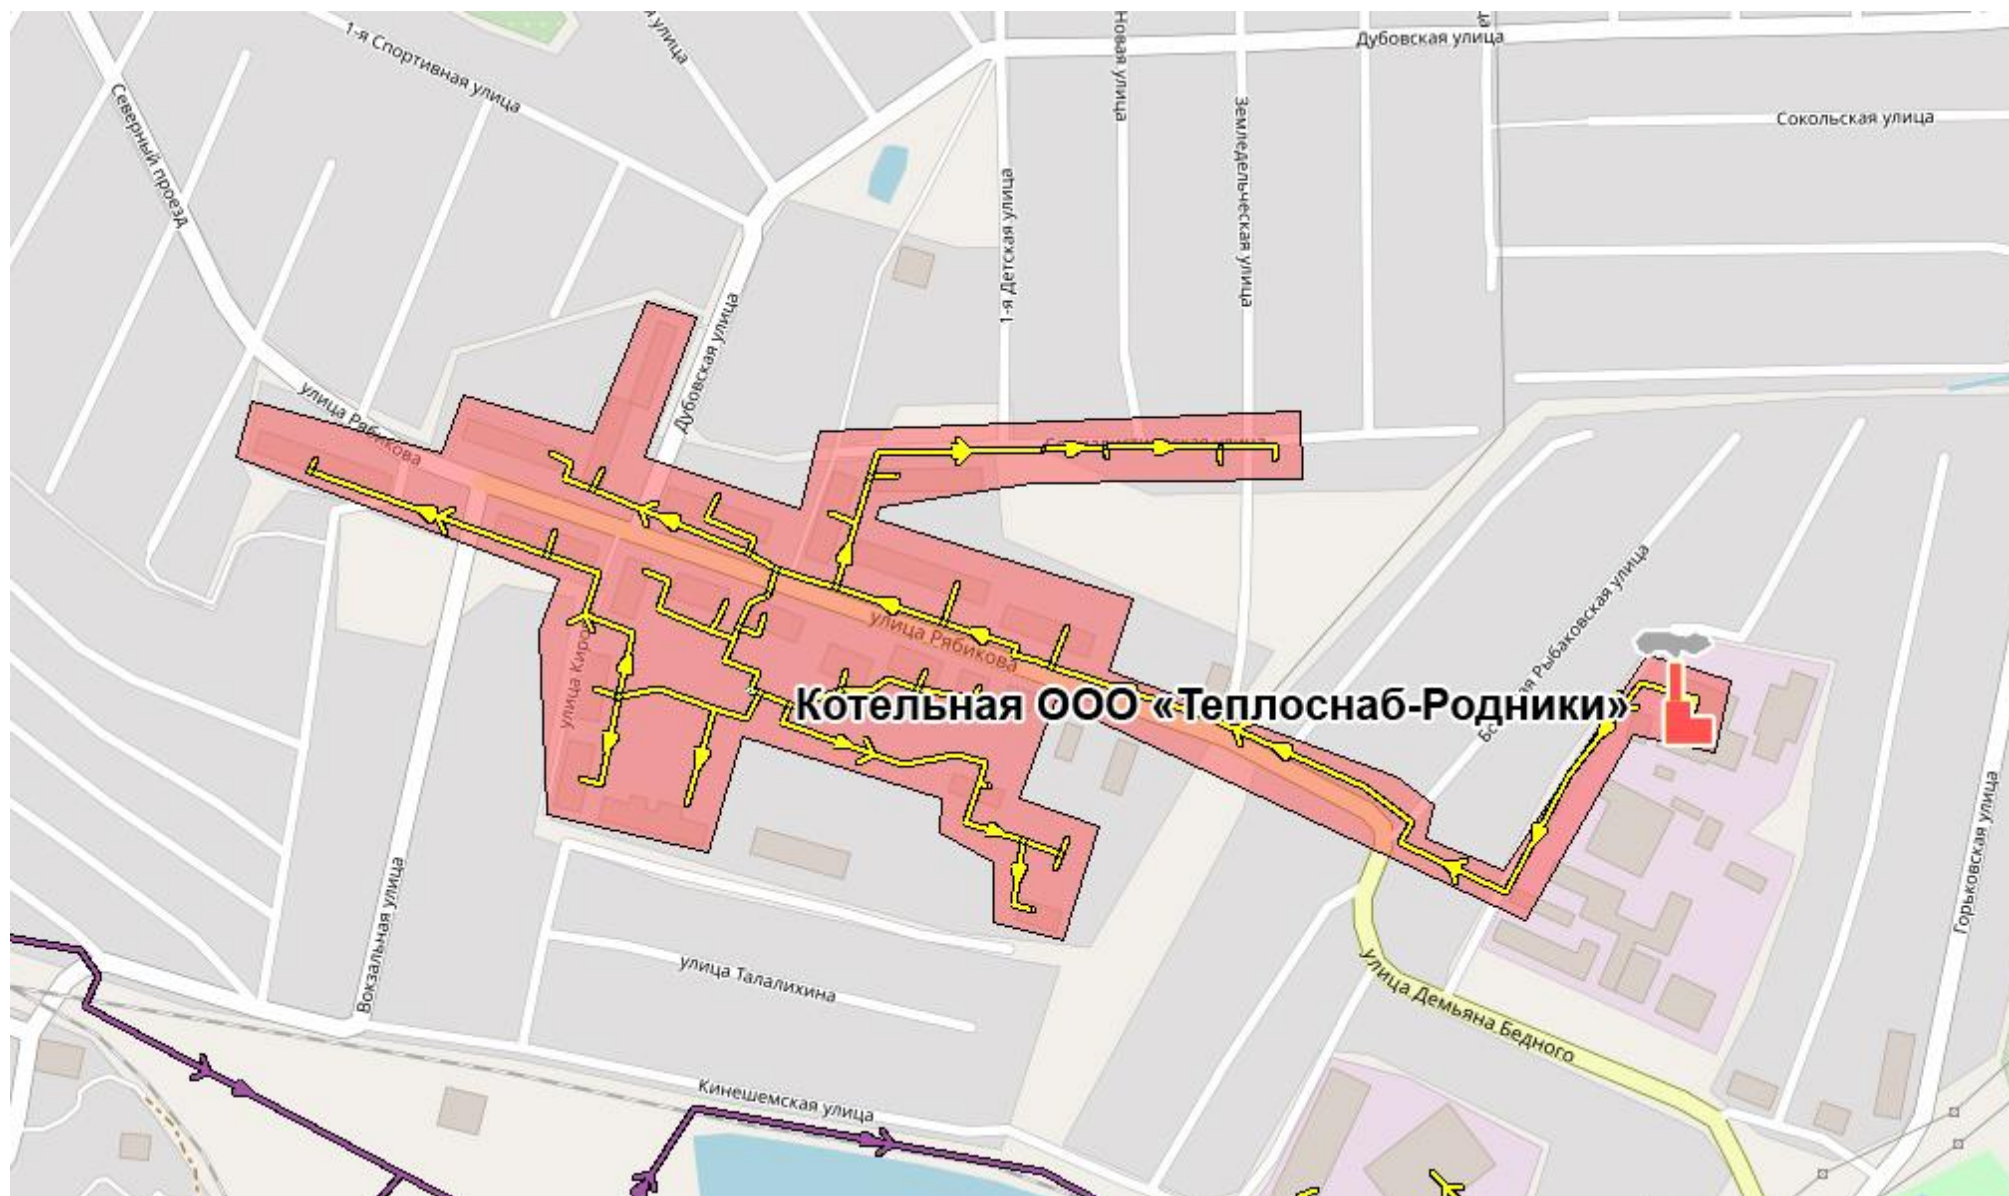 1-я Спортивная улица
улица
Новая улица
Дубовская улица
Северный проезд
Земледельческая улица
Сокольская улица
1-я Детская улица
Дубовская улица
улица Рябикова
улица Рябикова
Рыбаковская улица
Котельная ООО «Теплоснаб-Родники»
Горьковская улица
Вокзальная улица
улица Талалихина
улица Демьяна Бедного
Кинешемская улица